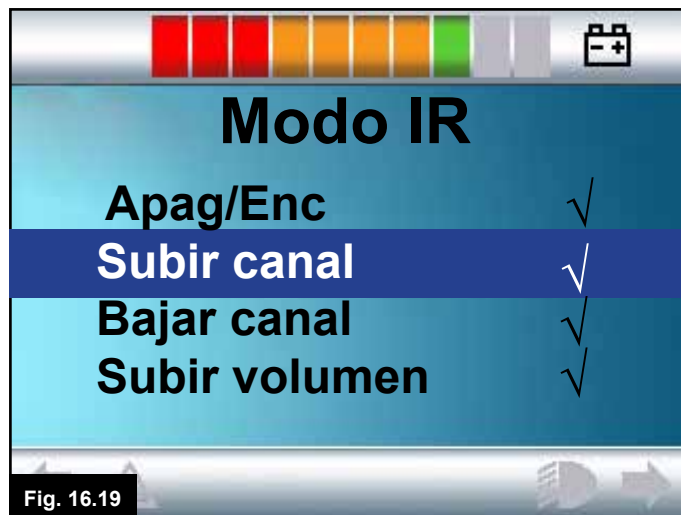 Modo IR
Apag/Enc √
Subir canal √
Bajar canal √
Subir volumen √
Fig. 16.19